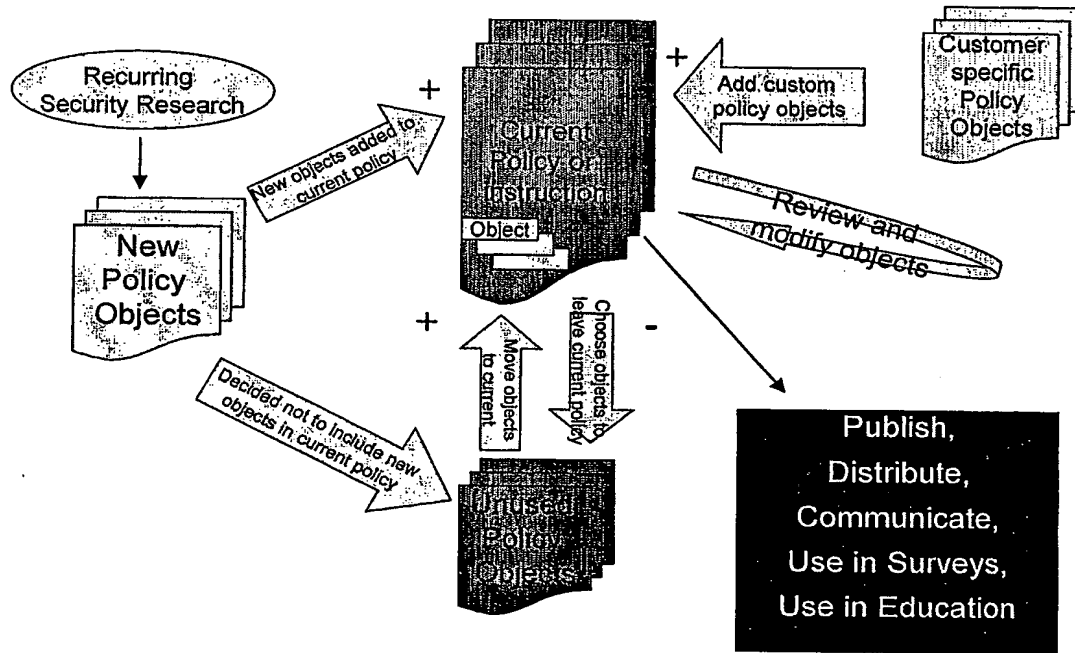 Recurring
Security Research
New
Policy
Objects
+
New objects added to
current policy
Current
Policy or
Instruction
Object
+
Add custom
policy objects
Customer
specific
Policy
Objects
Review and
modify objects
+
Move objects
to current
Choose objects to
leave current policy
-
Decided not to include new
objects in current policy
Unused
Policy
Objects
Publish,
Distribute,
Communicate,
Use in Surveys,
Use in Education